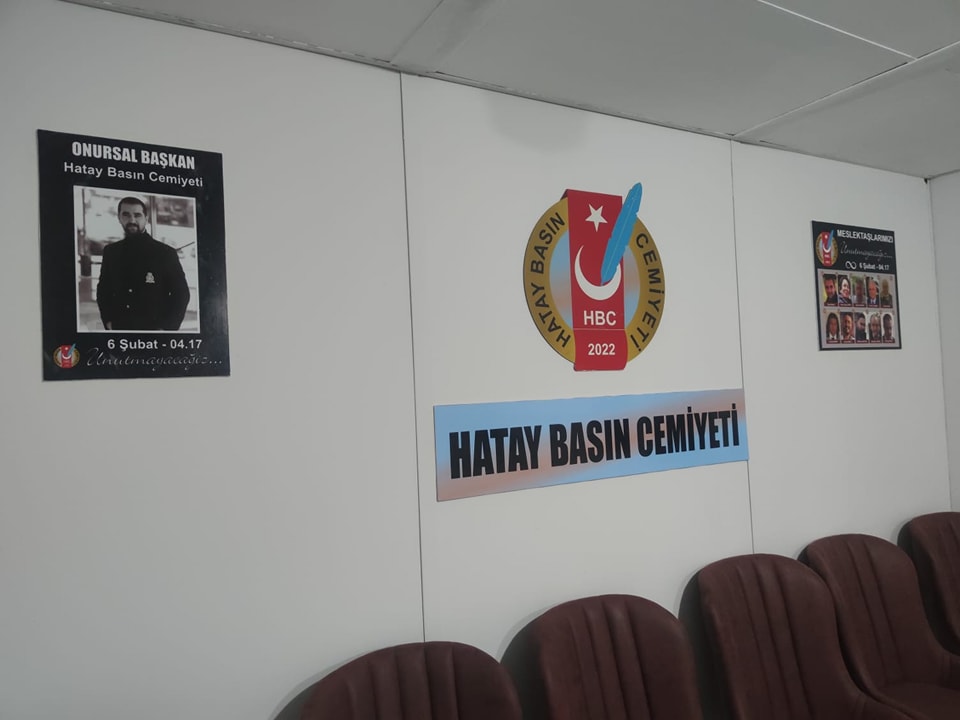 ONURSAL BAŞKAN
Hatay Basın Cemiyeti
6 Şubat - 04.17
Unutmayacağız...
HATAY BASIN CEMİYETİ
HBC
2022
HATAY BASIN CEMİYETİ
MESLEKTAŞLARIMIZI
Unutmayacağız...
6 Şubat - 04.17